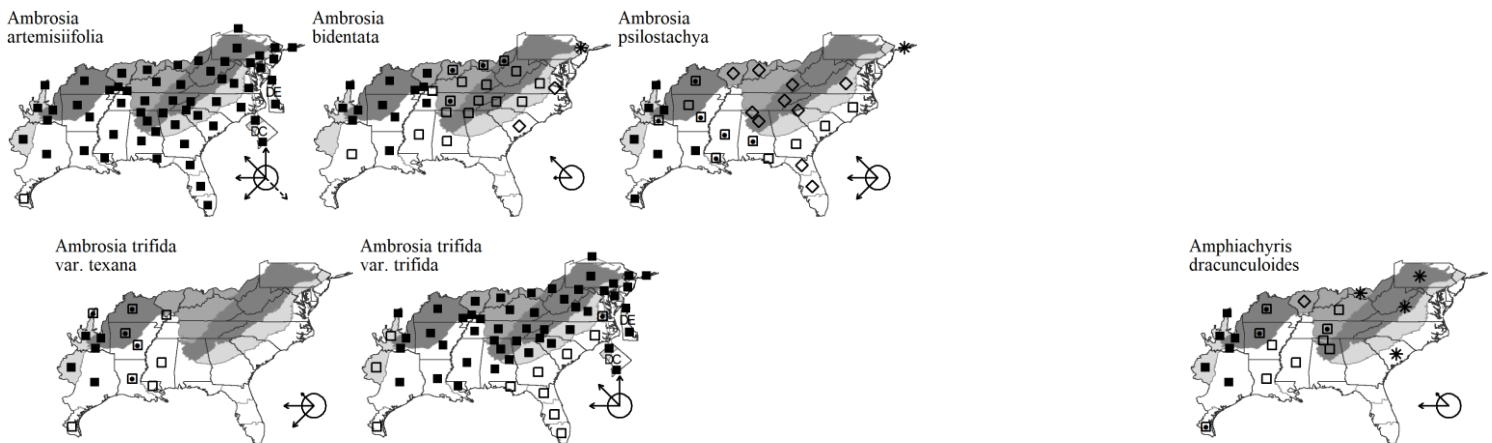 Ambrosia
artemisiifolia
DE
DC
Ambrosia
bidentata
Ambrosia
psilostachya
Ambrosia trifida
var. texana
Ambrosia trifida
var. trifida
DE
DC
Amphiachyris
dracunculoides